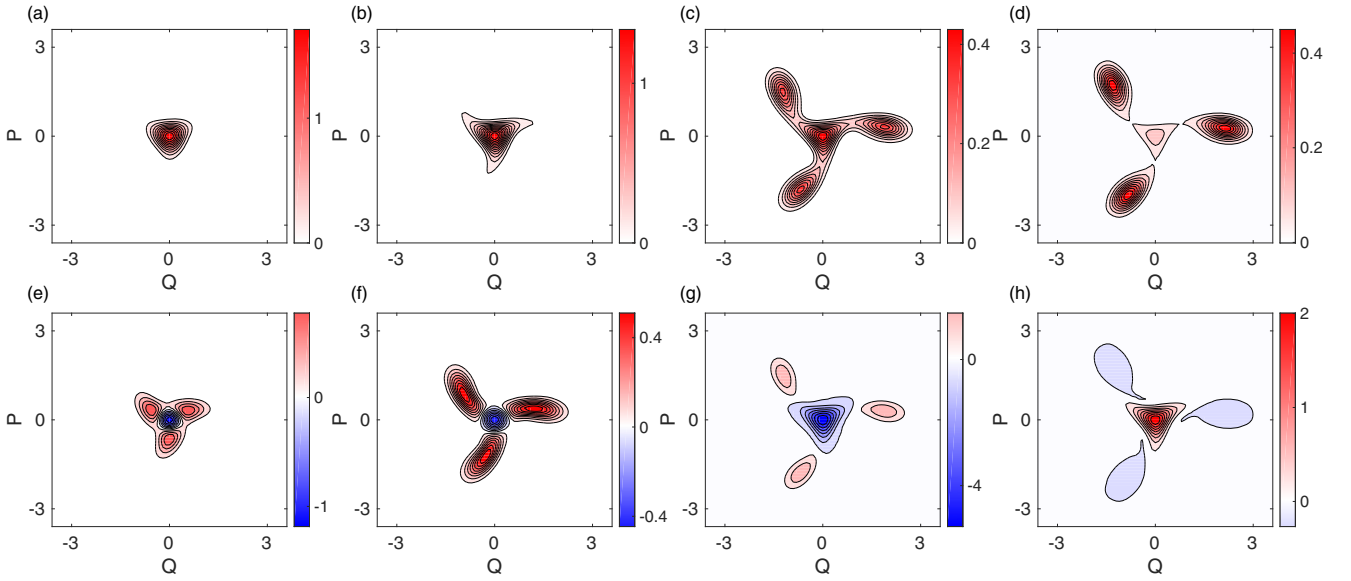 (a) (b) (c) (d)
3 3 3 3
P 0 P 0 P 0 P 0
-3 -3 -3 -3
1 0
1 0
0.4 0.2 0
0.4 0.2 0
-3 0 3 -3 0 3 -3 0 3 -3 0 3
Q Q Q Q
(e) (f) (g) (h)
3 3 3 3
P 0 P 0 P 0 P 0
-3 -3 -3 -3
0 -1
0.4 0 -0.4
0 -4
2 1 0
-3 0 3 -3 0 3 -3 0 3 -3 0 3
Q Q Q Q